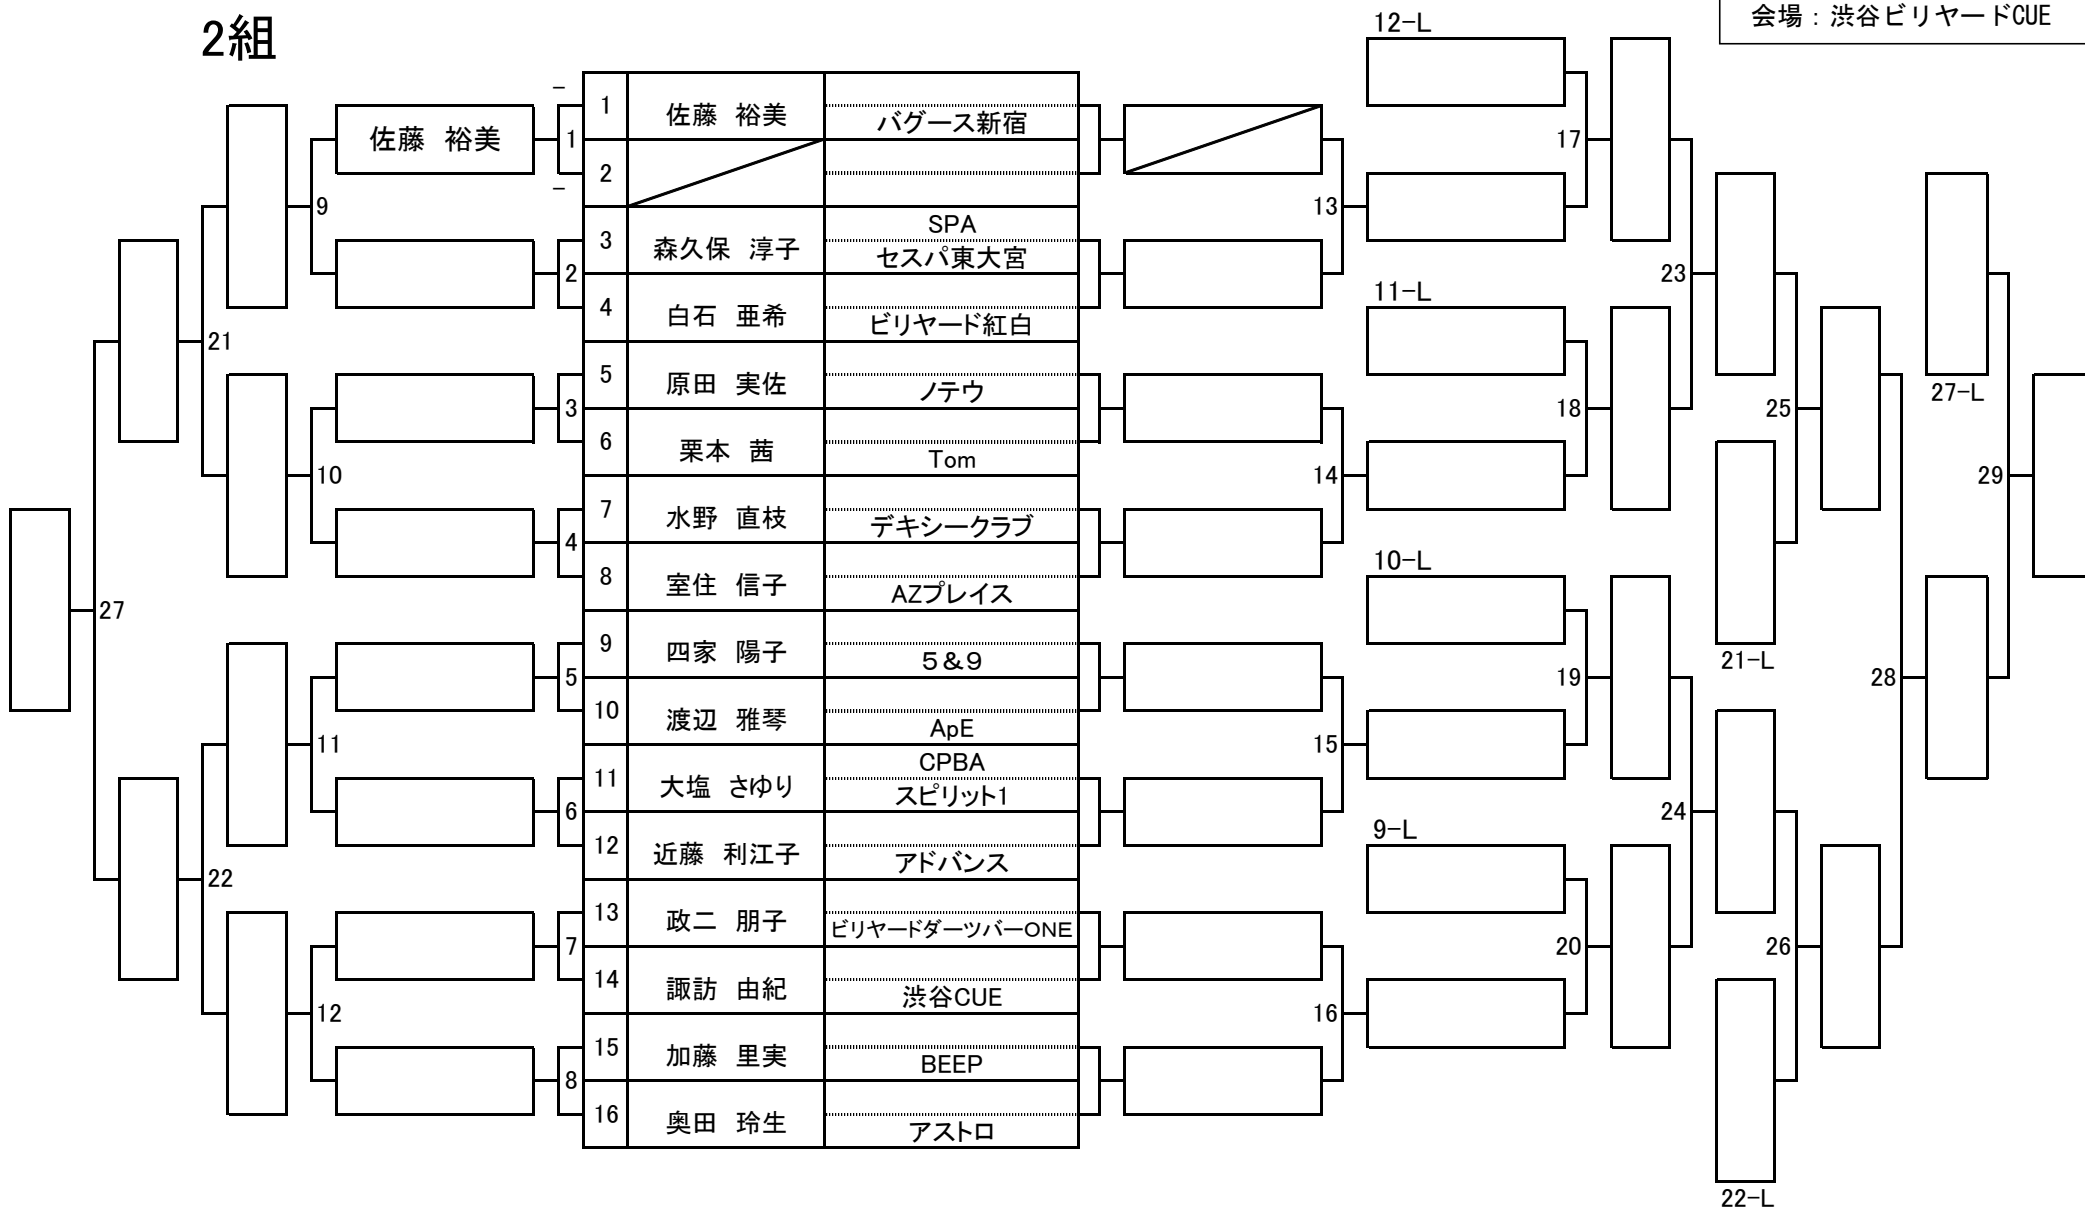 会場：渋谷ビリヤードCUE
2組
1 佐藤 裕美 バグース新宿
2
3 森久保 淳子 SPA セスパ東大宮
4 白石 亜希 ビリヤード紅白
5 原田 実佐 ノテウ
6 栗本 茜 Tom
7 水野 直枝 デキシークラブ
8 室住 信子 AZプレイス
9 四家 陽子 5&9
10 渡辺 雅琴 ApE
11 大塩 さゆり CPBA スピリット1
12 近藤 利江子 アドバンス
13 政二 朋子 ビリヤードダーツバーONE
14 諏訪 由紀 渋谷CUE
15 加藤 里実 BEEP
16 奥田 玲生 アストロ
佐藤 裕美
－
1
－
2
3
4
5
6
7
8
9
10
11
12
21
22
27
13
14
15
16
12-L
11-L
10-L
9-L
17
18
19
20
23
24
21-L
22-L
25
26
28
27-L
29